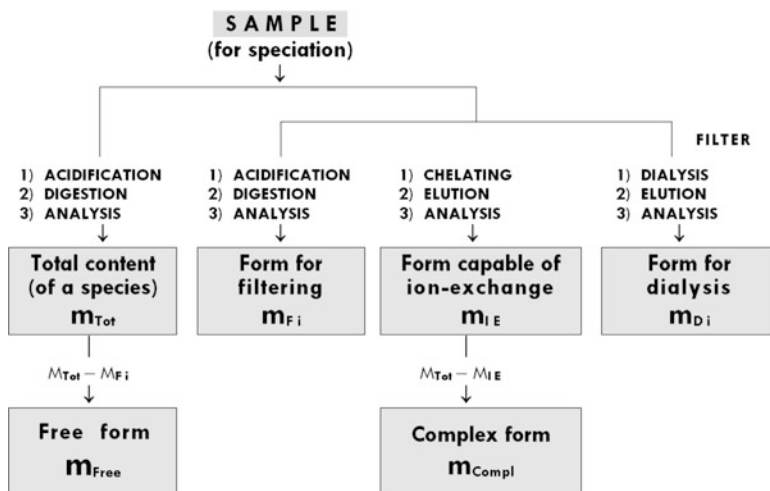 SAMPLE
(for speciation)
FILTER
1) ACIDIFICATION
2) DIGESTION
3) ANALYSIS
1) ACIDIFICATION
2) DIGESTION
3) ANALYSIS
1) CHELATING
2) ELUTION
3) ANALYSIS
1) DIALYSIS
2) ELUTION
3) ANALYSIS
Total content
(of a species)
mTot
Form for
filtering
mFi
Form capable of
ion-exchange
mIE
Form for
dialysis
mDi
MTot – MFi
MTot – MIE
Free form
mFree
Complex form
mCompl